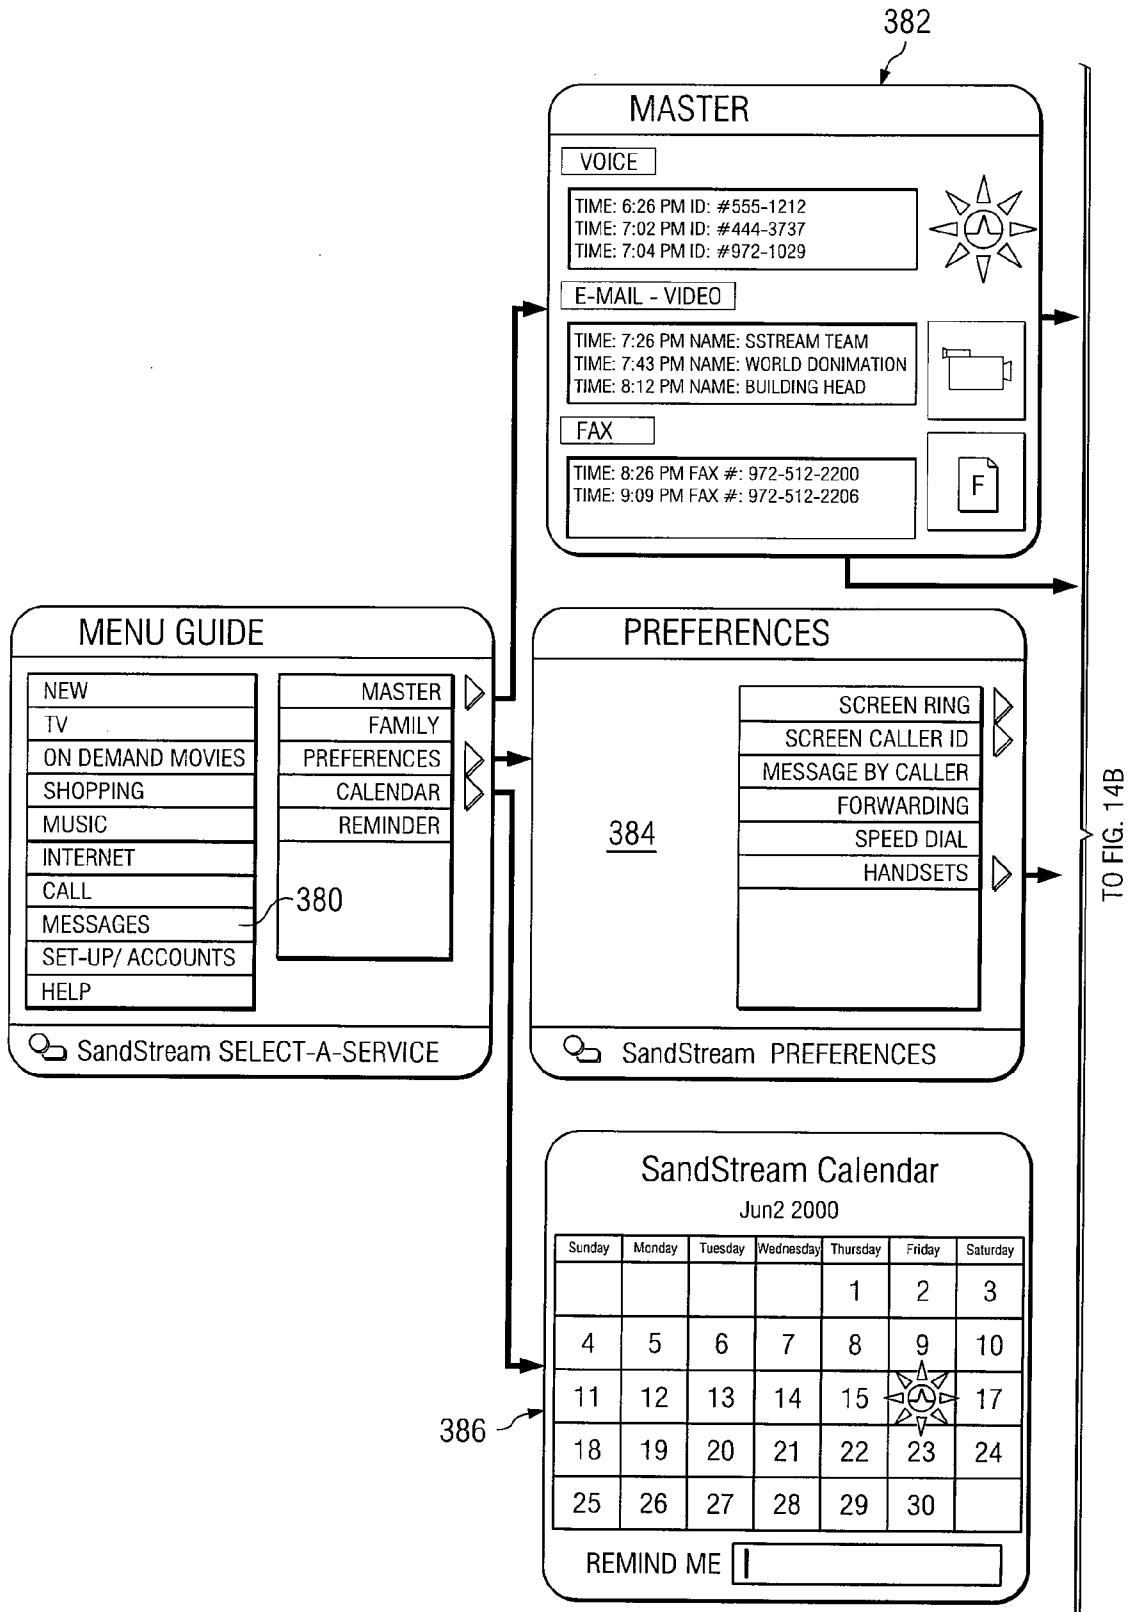 382
MASTER
VOICE
TIME: 6:26 PM ID: #555-1212
TIME: 7:02 PM ID: #444-3737
TIME: 7:04 PM ID: #972-1029
E-MAIL - VIDEO
TIME: 7:26 PM NAME: SSTREAM TEAM
TIME: 7:43 PM NAME: WORLD DONIMATION
TIME: 8:12 PM NAME: BUILDING HEAD
FAX
TIME: 8:26 PM FAX #: 972-512-2200
TIME: 9:09 PM FAX #: 972-512-2206
F
MENU GUIDE
NEW
TV
ON DEMAND MOVIES
SHOPPING
MUSIC
INTERNET
CALL
MESSAGES
SET-UP/ ACCOUNTS
HELP
MASTER
FAMILY
PREFERENCES
CALENDAR
REMINDER
380
SandStream SELECT-A-SERVICE
PREFERENCES
384
SCREEN RING
SCREEN CALLER ID
MESSAGE BY CALLER
FORWARDING
SPEED DIAL
HANDSETS
SandStream PREFERENCES
TO FIG. 14B
SandStream Calendar
Jun2 2000
Sunday Monday Tuesday Wednesday Thursday Friday Saturday
1 2 3
4 5 6 7 8 9 10
11 12 13 14 15 17
18 19 20 21 22 23 24
25 26 27 28 29 30
386
REMIND ME